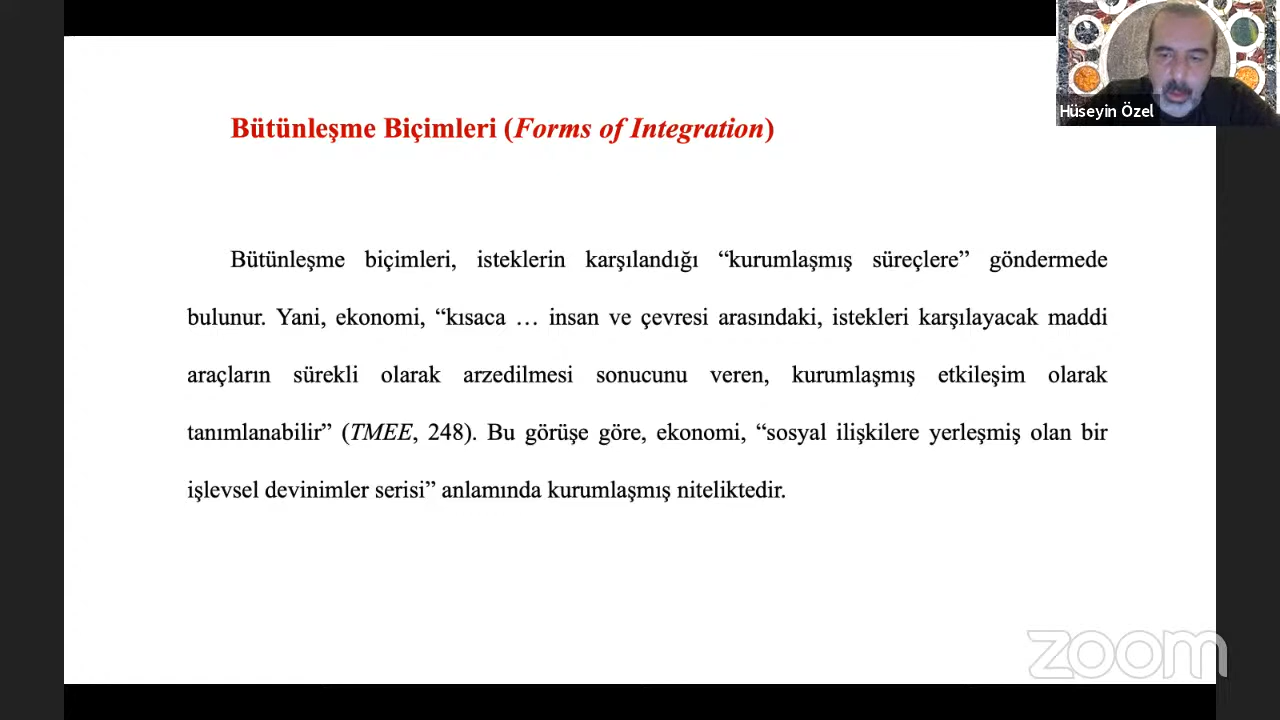 Hüseyin Özel
Bütünleşme Biçimleri (Forms of Integration)
Bütünleşme biçimleri, isteklerin karşılandığı “kurumlaşmış süreçlere” göndermede
bulunur. Yani, ekonomi, “kısaca … insan ve çevresi arasındaki, istekleri karşılayacak maddi
araçların sürekli olarak arzedilmesi sonucunu veren, kurumlaşmış etkileşim olarak
tanımlanabilir” (TMEE, 248). Bu görüşe göre, ekonomi, “sosyal ilişkilere yerleşmiş olan bir
işlevsel devinimler serisi” anlamında kurumlaşmış niteliktedir.
zoom